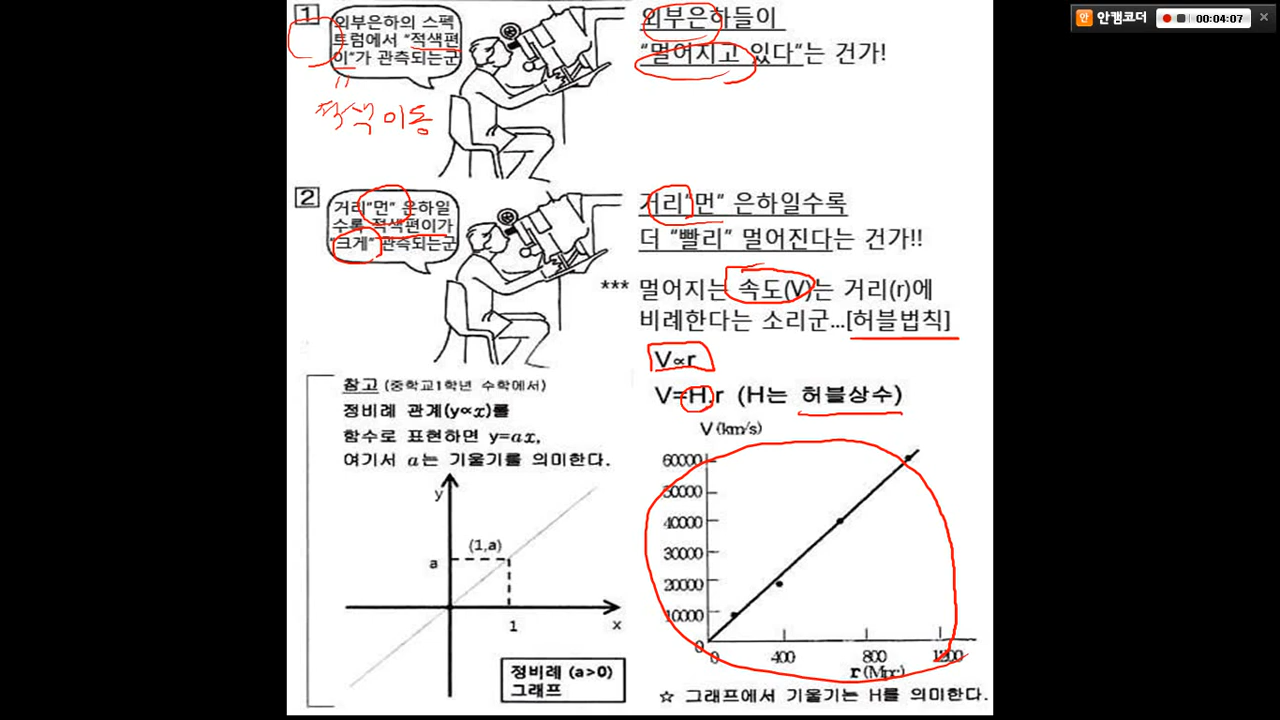 안캠코더
00:04:07
1
외부은하의 스펙
트럼에서 "적색편
이"가 관측되는군
=
적색이동
외부은하들이
"멀어지고 있다"는 건가!
2
거리"먼" 은하일
수록 적색편이가
"크게" 관측되는군
거리"먼" 은하일수록
더 "빨리" 멀어진다는 건가!!
*** 멀어지는 속도(V)는 거리(r)에
비례한다는 소리군...[허블법칙]
V∝r
V=H.r (H는 허블상수)
참고 (중학교1학년 수학에서)
정비례 관계(y∝x)를
함수로 표현하면 y=ax,
여기서 a는 기울기를 의미한다.
y
(1,a)
a
1
x
정비례 (a>0)
그래프
V(km/s)
60000
50000
40000
30000
20000
10000
0
0 400 800 1200
r(Mpc)
☆ 그래프에서 기울기는 H를 의미한다.